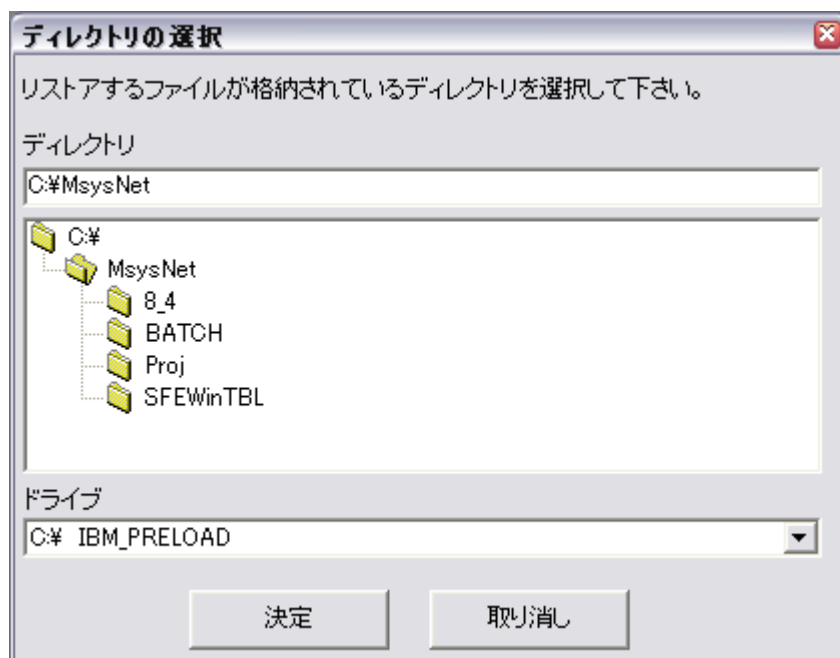 ディレクトリの選択
リストアするファイルが格納されているディレクトリを選択して下さい。
ディレクトリ
C:¥MsysNet
C:¥
MsysNet
8_4
BATCH
Proj
SFEWinTBL
ドライブ
C:¥ IBM_PRELOAD
決定 取り消し